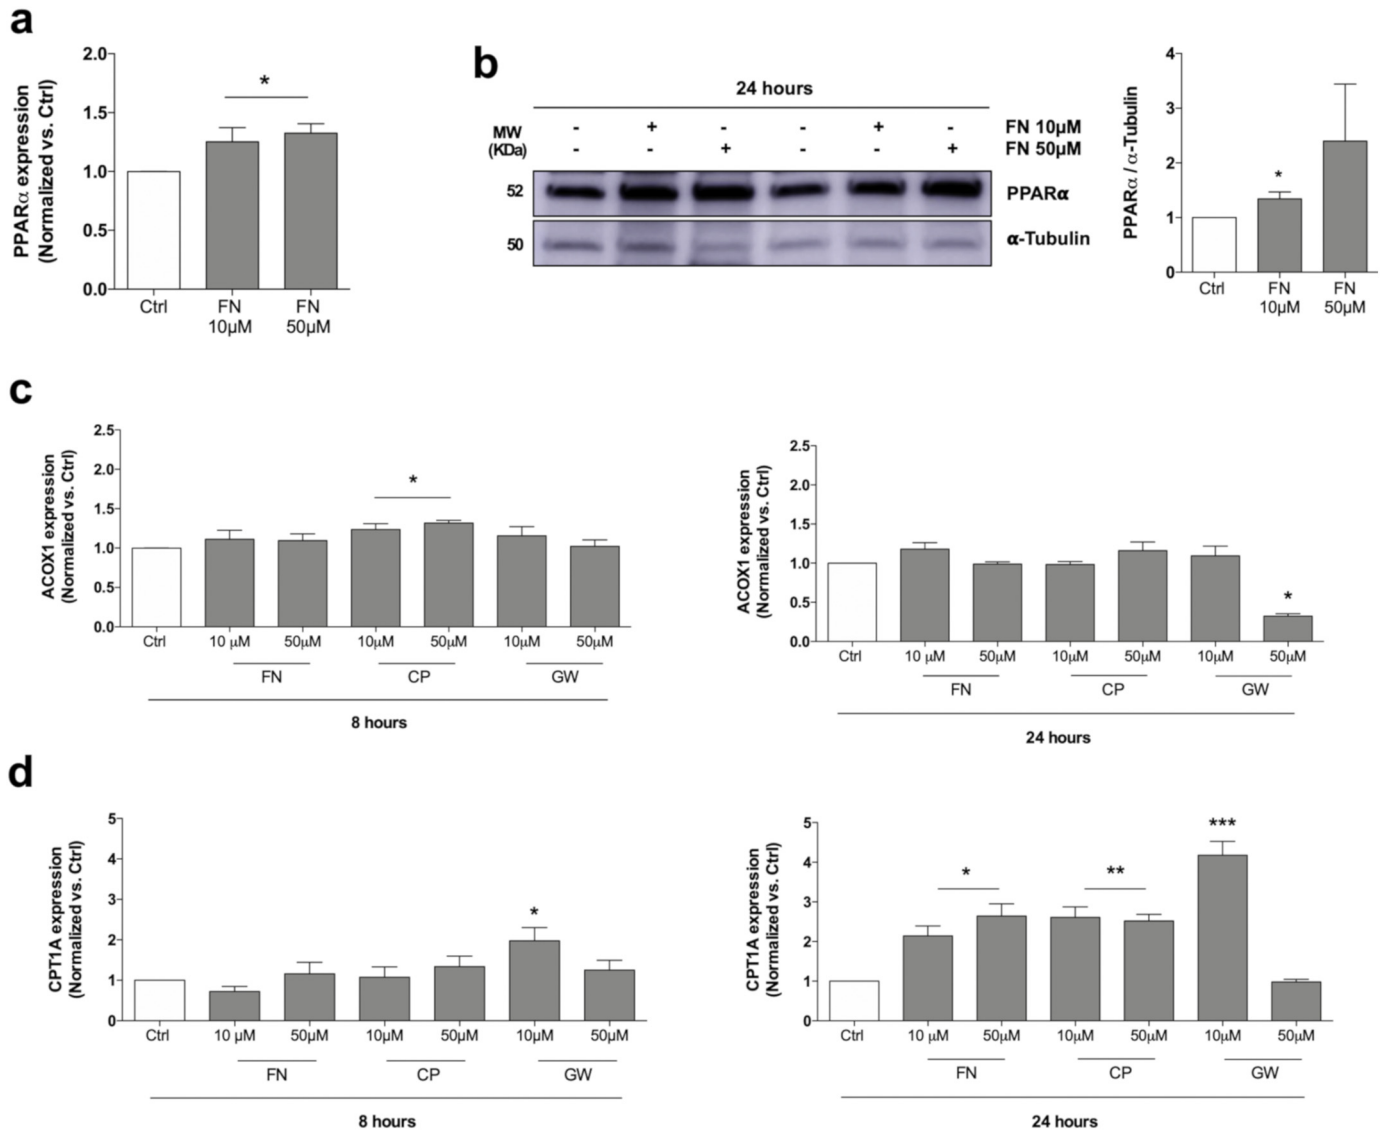 a
PPARα expression
(Normalized vs. Ctrl)
2.0
1.5
1.0
0.5
0.0
*
Ctrl
FN
10µM
FN
50µM
b
24 hours
MW
(KDa)
- + - - + - FN 10µM
- - + - - + FN 50µM
52 PPARα
50 α-Tubulin
PPARα / α-Tubulin
4
3
2
1
0
*
Ctrl
FN
10µM
FN
50µM
c
ACOX1 expression
(Normalized vs. Ctrl)
2.5
2.0
1.5
1.0
0.5
0.0
*
Ctrl 10 µM 50µM 10µM 50µM 10µM 50µM
FN CP GW
8 hours
ACOX1 expression
(Normalized vs. Ctrl)
2.5
2.0
1.5
1.0
0.5
0.0
*
Ctrl 10 µM 50µM 10µM 50µM 10µM 50µM
FN CP GW
24 hours
d
CPT1A expression
(Normalized vs. Ctrl)
5
4
3
2
1
0
*
Ctrl 10 µM 50µM 10µM 50µM 10µM 50µM
FN CP GW
8 hours
CPT1A expression
(Normalized vs. Ctrl)
5
4
3
2
1
0
* ** ***
Ctrl 10 µM 50µM 10µM 50µM 10µM 50µM
FN CP GW
24 hours